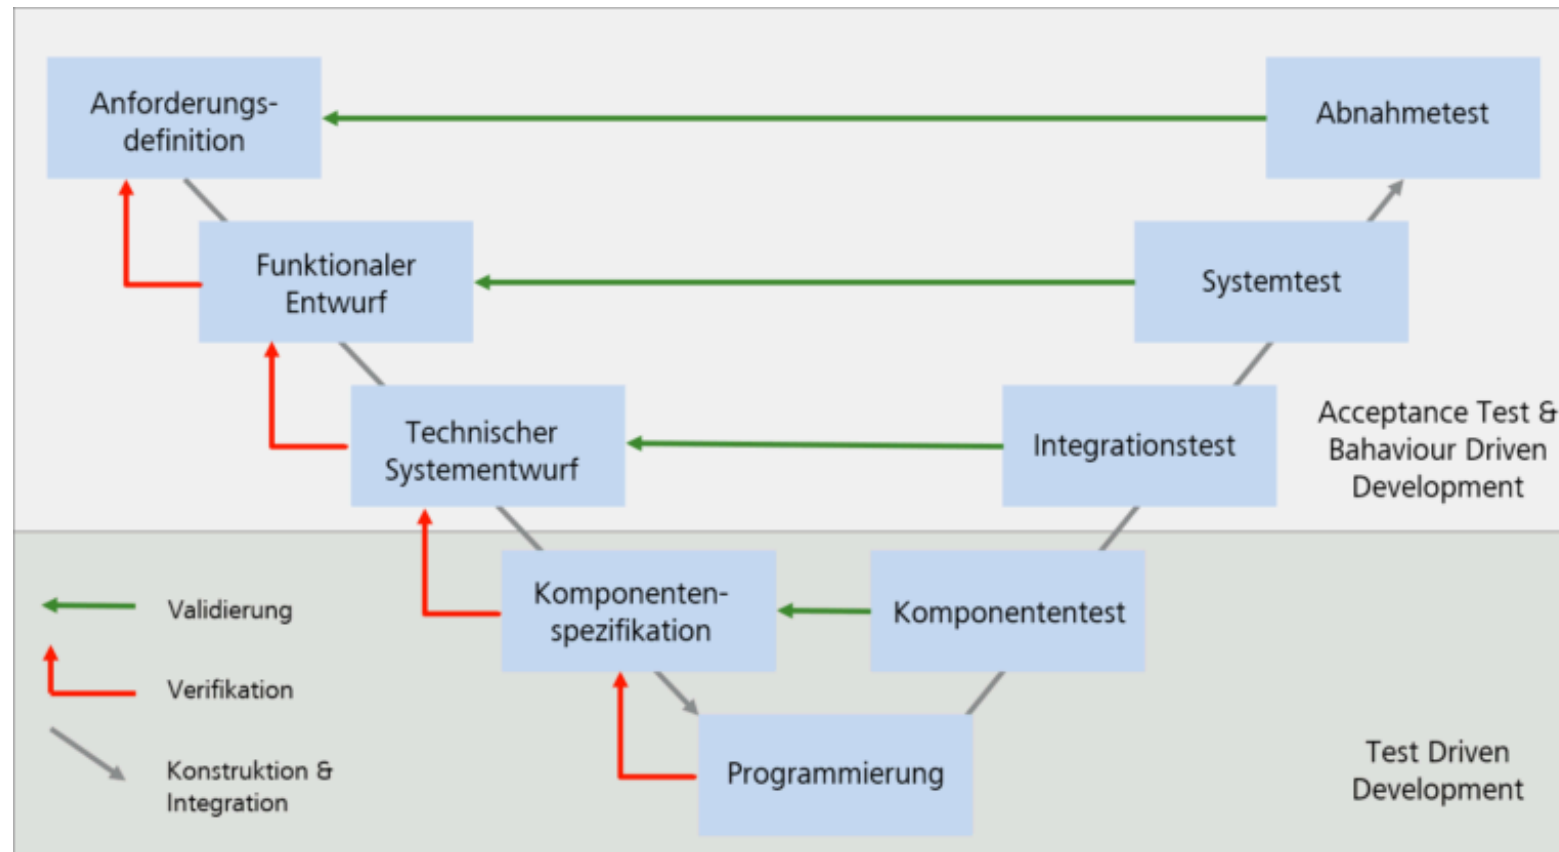 Anforderungs-
definition
Abnahmetest
Funktionaler
Entwurf
Systemtest
Technischer
Systementwurf
Integrationstest
Acceptance Test &
Bahaviour Driven
Development
Komponenten-
spezifikation
Komponententest
Validierung
Verifikation
Konstruktion &
Integration
Programmierung
Test Driven
Development